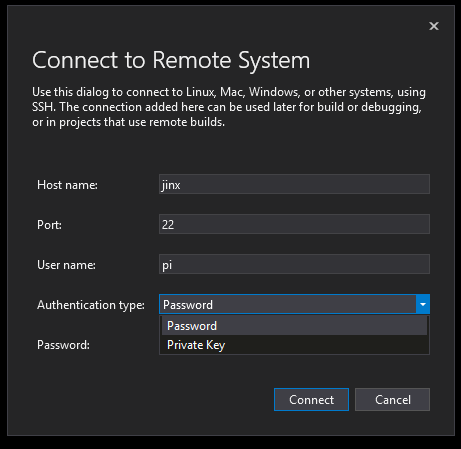 Connect to Remote System
Use this dialog to connect to Linux, Mac, Windows, or other systems, using
SSH. The connection added here can be used later for build or debugging,
or in projects that use remote builds.
Host name: jinx
Port: 22
User name: pi
Authentication type: Password
Password
Private Key
Password:
Connect Cancel